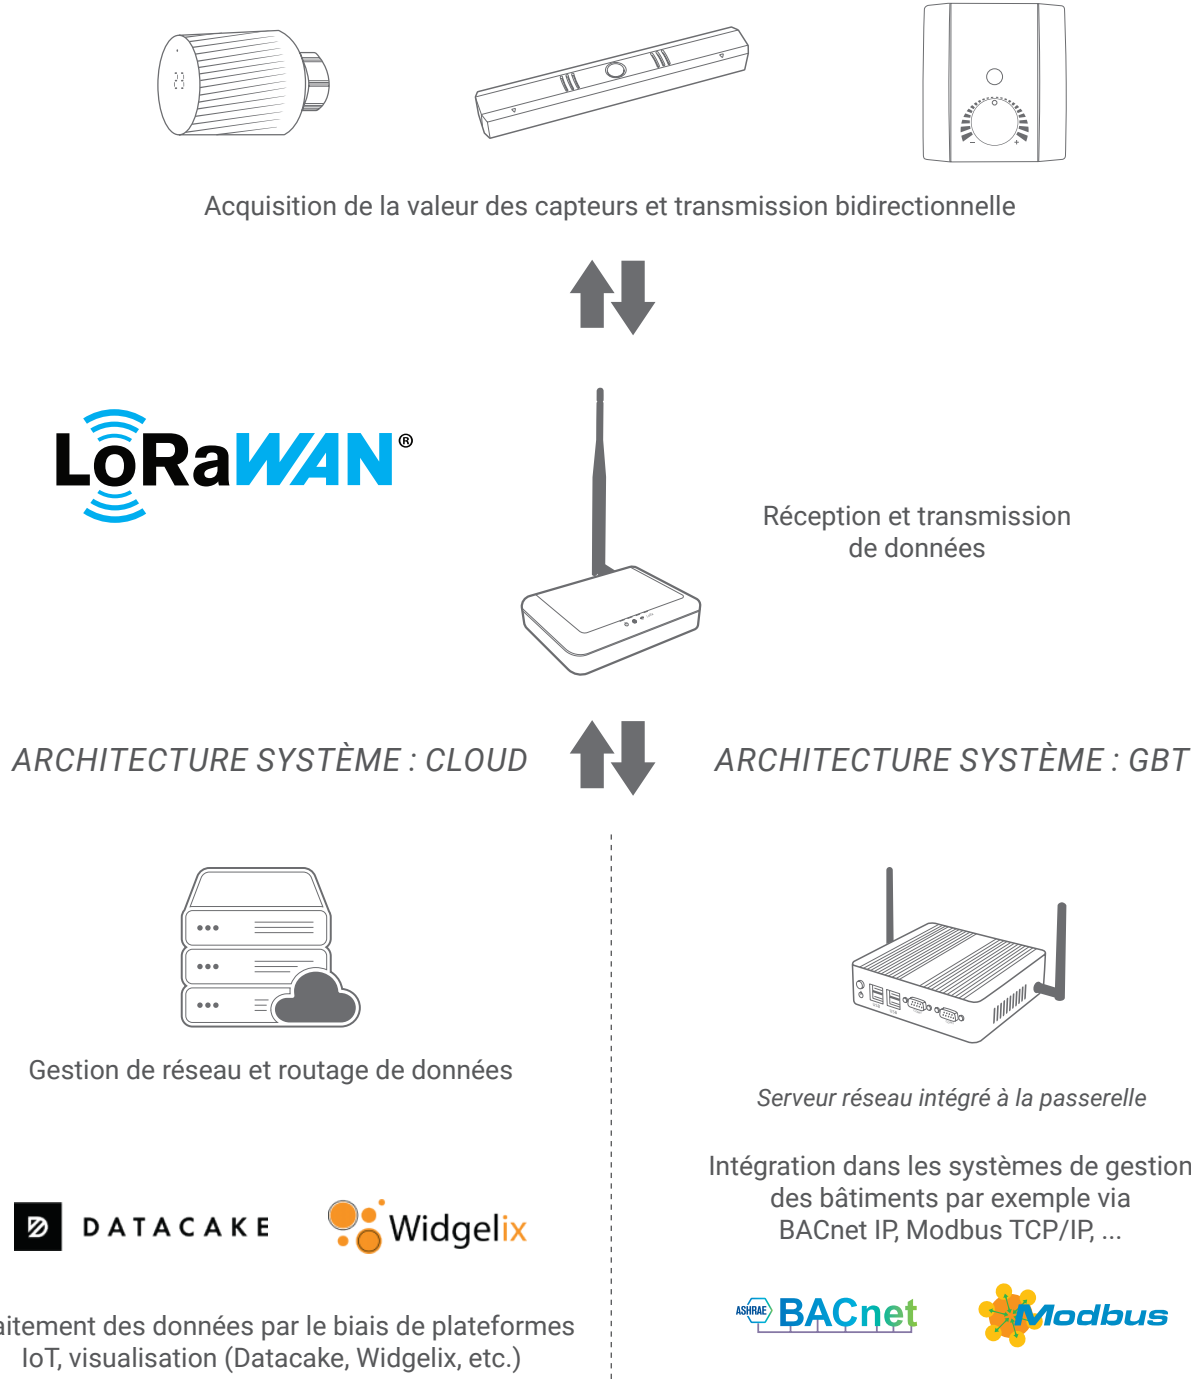 23
Acquisition de la valeur des capteurs et transmission bidirectionnelle
LoRaWAN®
Réception et transmission
de données
ARCHITECTURE SYSTÈME : CLOUD
ARCHITECTURE SYSTÈME : GBT
Gestion de réseau et routage de données
Serveur réseau intégré à la passerelle
Intégration dans les systèmes de gestion
des bâtiments par exemple via
BACnet IP, Modbus TCP/IP, ...
DATACAKE
Widgelix
ASHRAE BACnet
Modbus
aitement des données par le biais de plateformes
IoT, visualisation (Datacake, Widgelix, etc.)